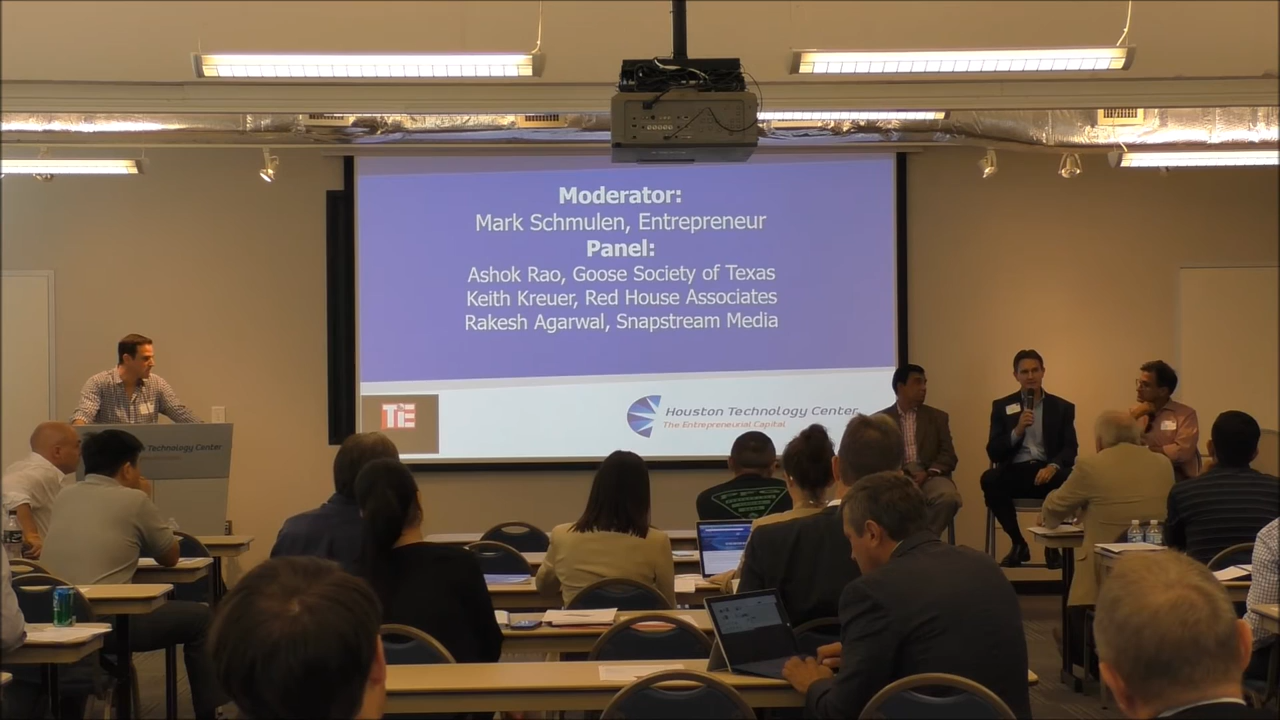 Moderator:
Mark Schmulen, Entrepreneur
Panel:
Ashok Rao, Goose Society of Texas
Keith Kreuer, Red House Associates
Rakesh Agarwal, Snapstream Media
TiE
Houston Technology Center
The Entrepreneurial Capital
ton Technology Center